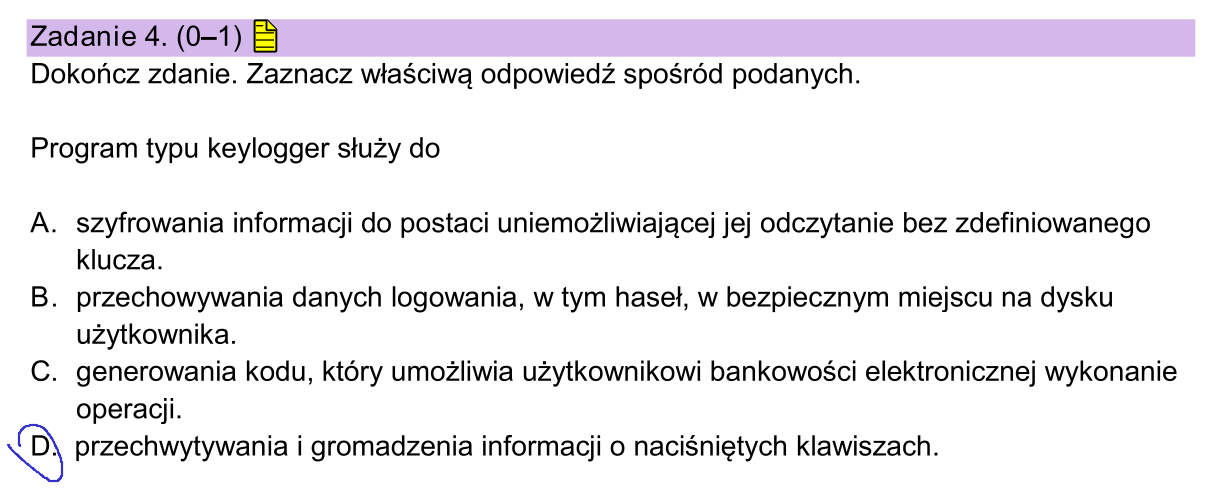 Zadanie 4. (0–1)
Dokończ zdanie. Zaznacz właściwą odpowiedź spośród podanych.
Program typu keylogger służy do
A. szyfrowania informacji do postaci uniemożliwiającej jej odczytanie bez zdefiniowanego
klucza.
B. przechowywania danych logowania, w tym haseł, w bezpiecznym miejscu na dysku
użytkownika.
C. generowania kodu, który umożliwia użytkownikowi bankowości elektronicznej wykonanie
operacji.
D. przechwytywania i gromadzenia informacji o naciśniętych klawiszach.